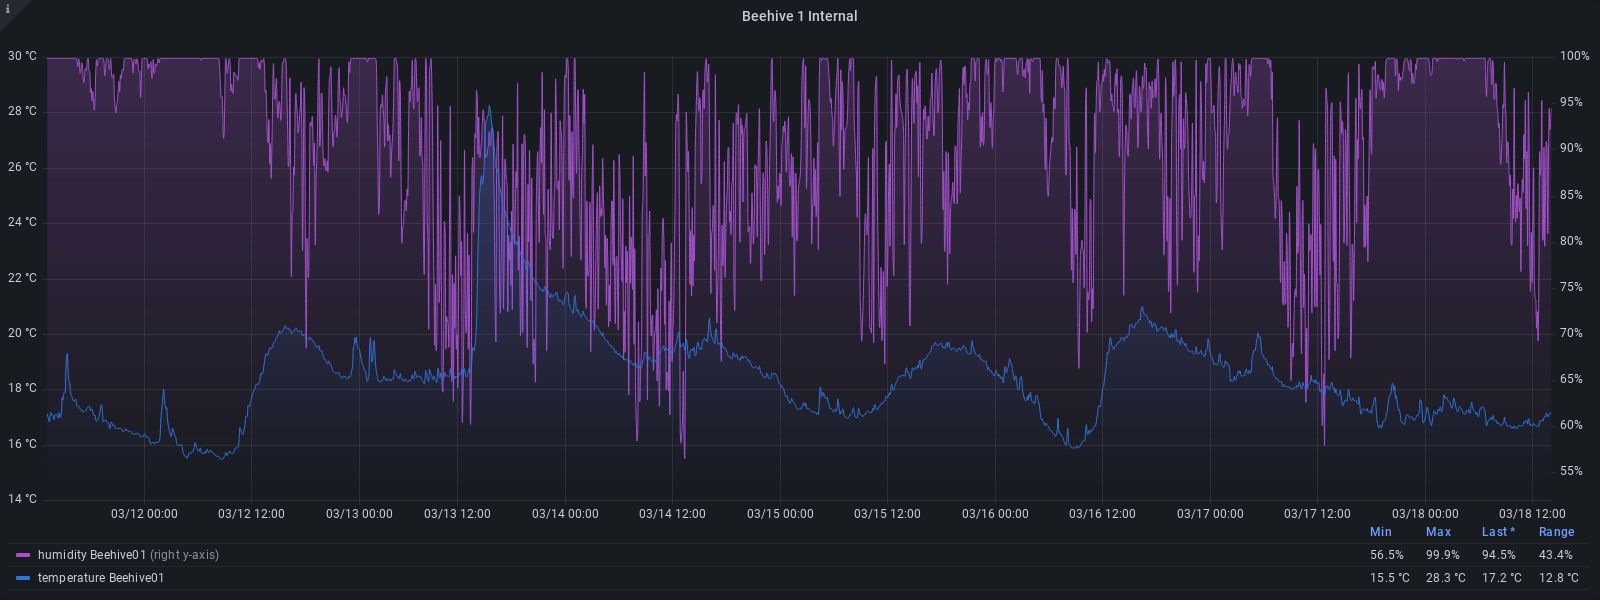 i
Beehive 1 Internal
30 °C 100%
28 °C 95%
26 °C 90%
24 °C 85%
22 °C 80%
20 °C 75%
18 °C 70%
16 °C 65%
14 °C 60%
55%
03/12 00:00 03/12 12:00 03/13 00:00 03/13 12:00 03/14 00:00 03/14 12:00 03/15 00:00 03/15 12:00 03/16 00:00 03/16 12:00 03/17 00:00 03/17 12:00 03/18 00:00 03/18 12:00
Min Max Last * Range
humidity Beehive01 (right y-axis) 56.5% 99.9% 94.5% 43.4%
temperature Beehive01 15.5 °C 28.3 °C 17.2 °C 12.8 °C